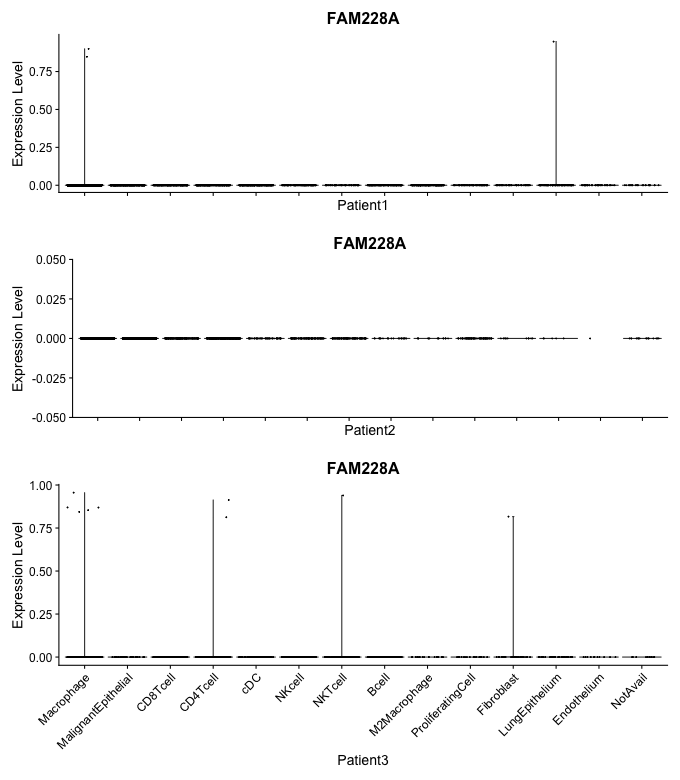 FAM228A
Expression Level
0.75
0.50
0.25
0.00
Patient1
FAM228A
Expression Level
0.050
0.025
0.000
-0.025
-0.050
Patient2
FAM228A
Expression Level
1.00
0.75
0.50
0.25
0.00
Macrophage
MalignantEpithelial
CD8Tcell
CD4Tcell
cDC
NKcell
NKTcell
Bcell
M2Macrophage
ProliferatingCell
Fibroblast
LungEpithelium
Endothelium
NotAvail
Patient3